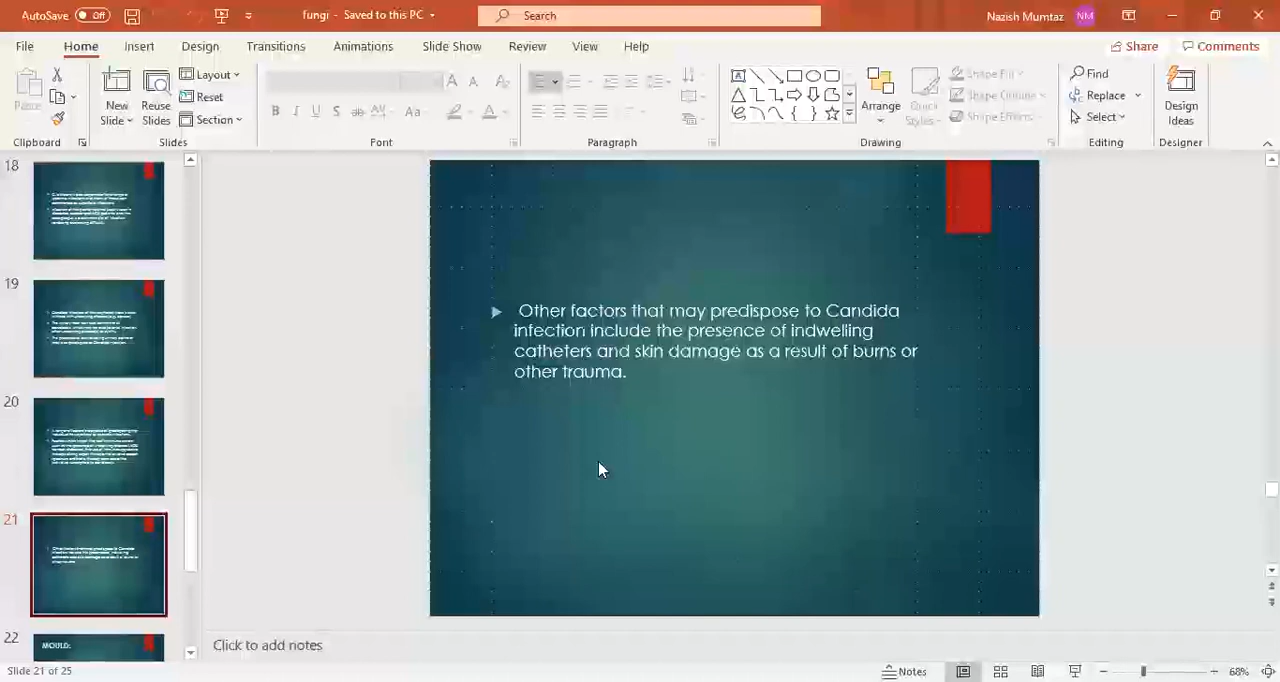 AutoSave Off fungi - Saved to this PC Search Nazish Mumtaz NM
File Home Insert Design Transitions Animations Slide Show Review View Help Share Comments
Paste New Slide Reuse Slides Layout Reset Section
B I U S ab AV Aa A
Arrange Quick Styles Shape Fill Shape Outline Shape Effects
Find Replace Select Design Ideas
Clipboard Slides Font Paragraph Drawing Editing Designer
18
19
20
21
22
MOULD:
Other factors that may predispose to Candida
infection include the presence of indwelling
catheters and skin damage as a result of burns or
other trauma.
Click to add notes
Slide 21 of 25 Notes 68%